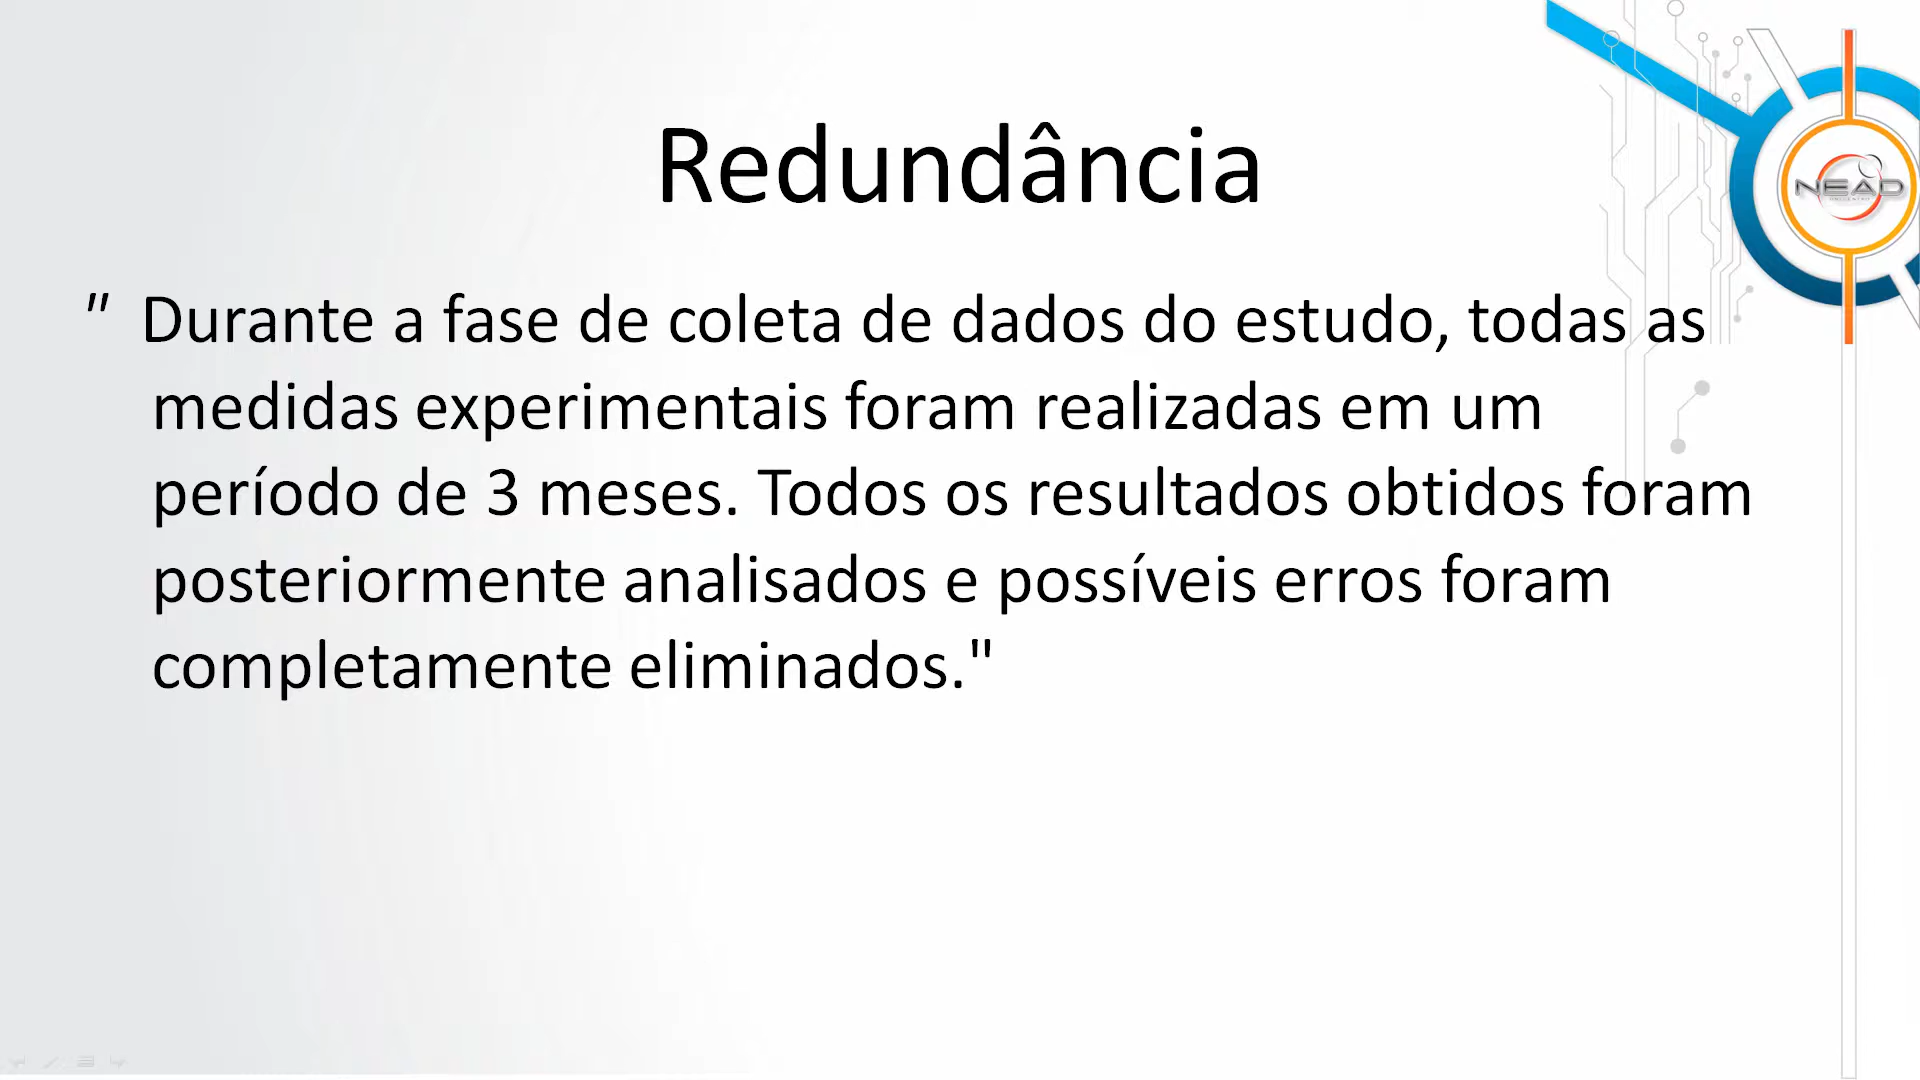 Redundância
NEAD
" Durante a fase de coleta de dados do estudo, todas as
medidas experimentais foram realizadas em um
período de 3 meses. Todos os resultados obtidos foram
posteriormente analisados e possíveis erros foram
completamente eliminados."